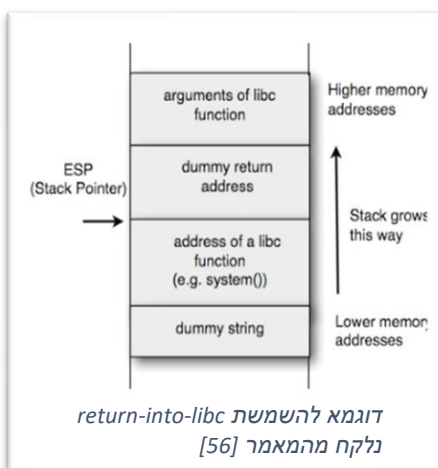 arguments of libc
function
Higher memory
addresses
ESP
(Stack Pointer)
dummy return
address
Stack grows
this way
address of a libc
function
(e.g. system())
dummy string
Lower memory
addresses
דוגמא להשמשת return-into-libc
נלקח מהמאמר [56]